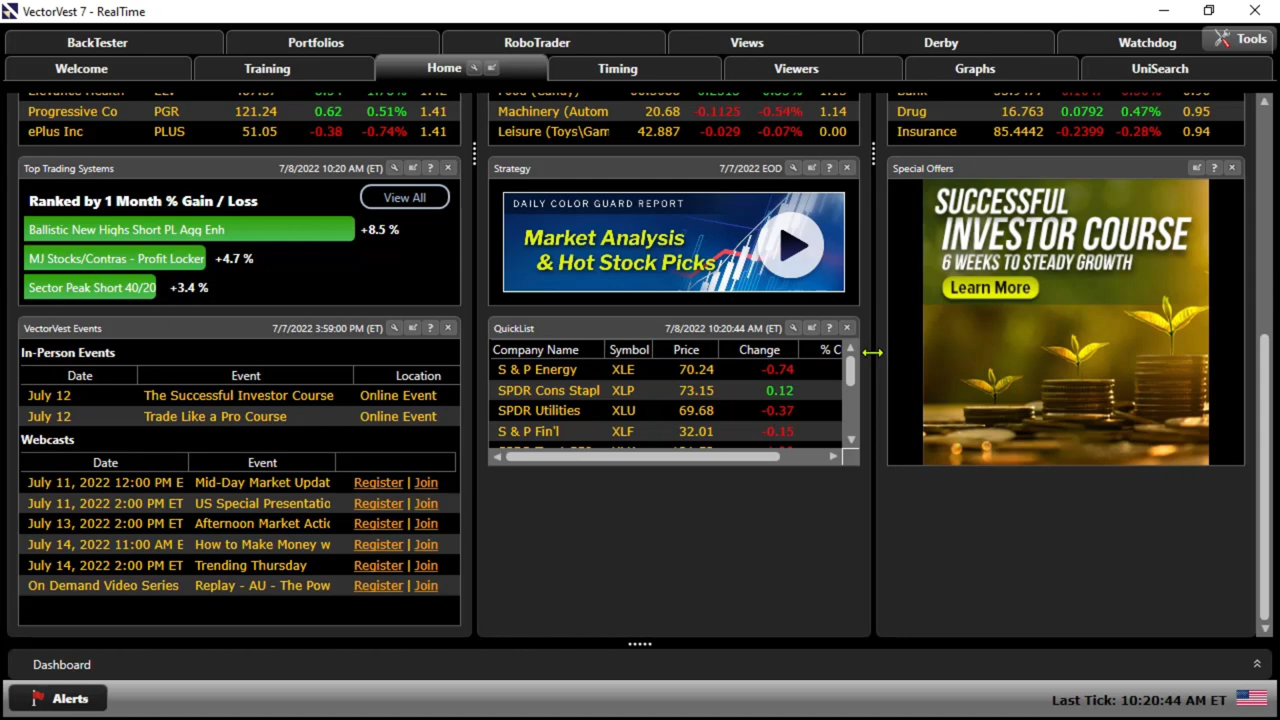 VectorVest 7 - RealTime
BackTester Portfolios RoboTrader Views Derby Watchdog Tools
Welcome Training Home Timing Viewers Graphs UniSearch
Progressive Co PGR 121.24 0.62 0.51% 1.41
ePlus Inc PLUS 51.05 -0.38 -0.74% 1.41
Machinery (Autom 20.68 -0.1125 -0.54% 1.14
Leisure (Toys\Gam 42.887 -0.029 -0.07% 0.00
Drug 16.763 0.0792 0.47% 0.95
Insurance 85.4442 -0.2399 -0.28% 0.94
Top Trading Systems 7/8/2022 10:20 AM (ET) ?
Ranked by 1 Month % Gain / Loss View All
Ballistic New Highs Short PL Agg Enh +8.5 %
MJ Stocks/Contras - Profit Locker +4.7 %
Sector Peak Short 40/20 +3.4 %
Strategy 7/7/2022 EOD ?
DAILY COLOR GUARD REPORT
Market Analysis
& Hot Stock Picks
Special Offers ?
SUCCESSFUL
INVESTOR COURSE
6 WEEKS TO STEADY GROWTH
Learn More
VectorVest Events 7/7/2022 3:59:00 PM (ET) ?
In-Person Events
Date Event Location
July 12 The Successful Investor Course Online Event
July 12 Trade Like a Pro Course Online Event
Webcasts
Date Event
July 11, 2022 12:00 PM E Mid-Day Market Updat Register | Join
July 11, 2022 2:00 PM ET US Special Presentatio Register | Join
July 13, 2022 2:00 PM ET Afternoon Market Actic Register | Join
July 14, 2022 11:00 AM E How to Make Money w Register | Join
July 14, 2022 2:00 PM ET Trending Thursday Register | Join
On Demand Video Series Replay - AU - The Pow Register | Join
QuickList 7/8/2022 10:20:44 AM (ET) ?
Company Name Symbol Price Change % C
S & P Energy XLE 70.24 -0.74
SPDR Cons Stapl XLP 73.15 0.12
SPDR Utilities XLU 69.68 -0.37
S & P Fin'l XLF 32.01 -0.15
Dashboard
Alerts
Last Tick: 10:20:44 AM ET